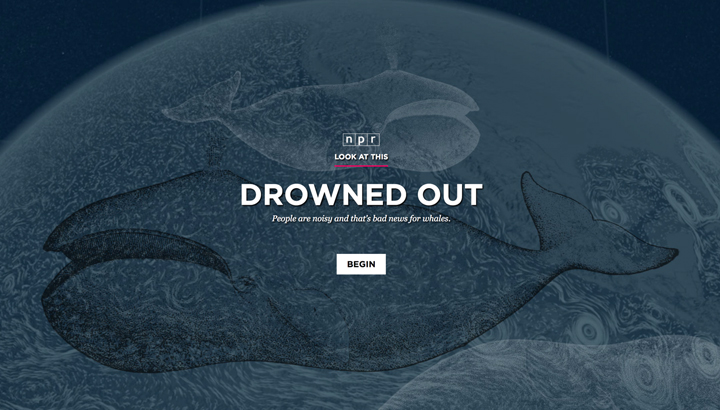 npr
LOOK AT THIS
DROWNED OUT
People are noisy and that's bad news for whales.
BEGIN